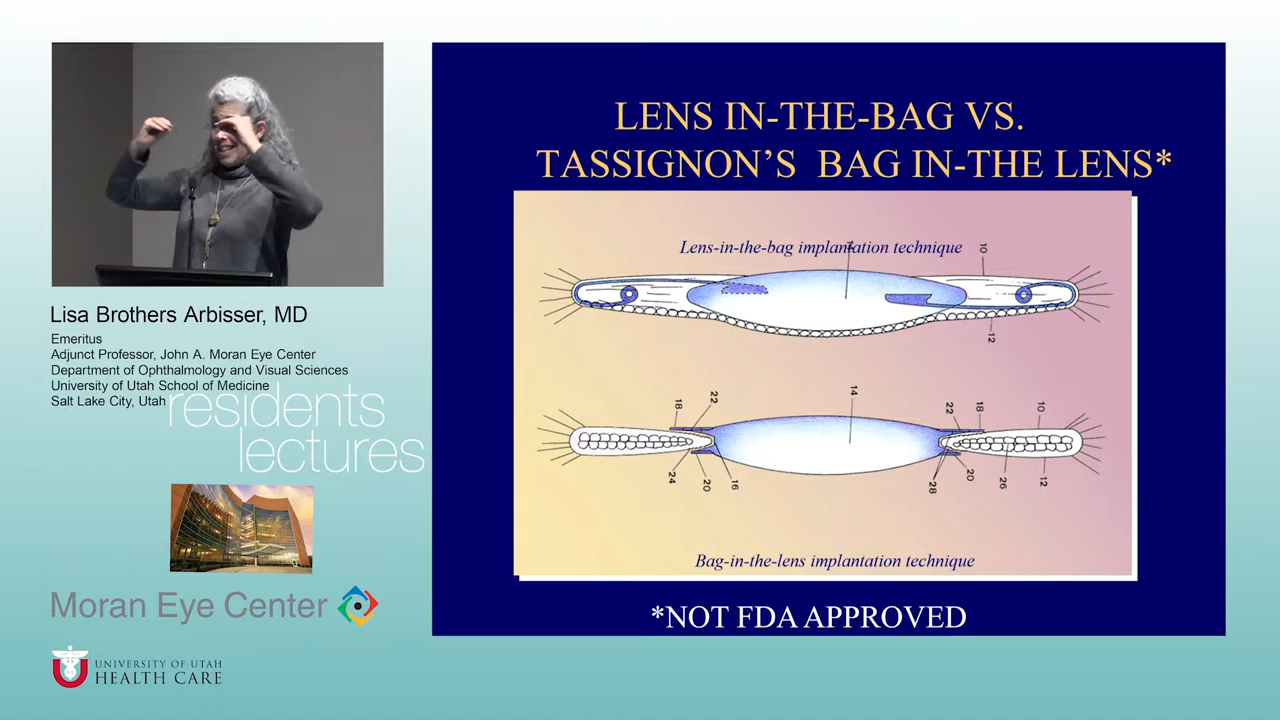 Lisa Brothers Arbisser, MD
Emeritus
Adjunct Professor, John A. Moran Eye Center
Department of Ophthalmology and Visual Sciences
University of Utah School of Medicine
Salt Lake City, Utah
residents
lectures
Moran Eye Center
UNIVERSITY OF UTAH
HEALTH CARE
LENS IN-THE-BAG VS.
TASSIGNON’S BAG IN-THE LENS*
Lens-in-the-bag implantation technique
14
10
12
18
22
14
22
18
10
24
20
16
28
20
26
12
Bag-in-the-lens implantation technique
*NOT FDA APPROVED